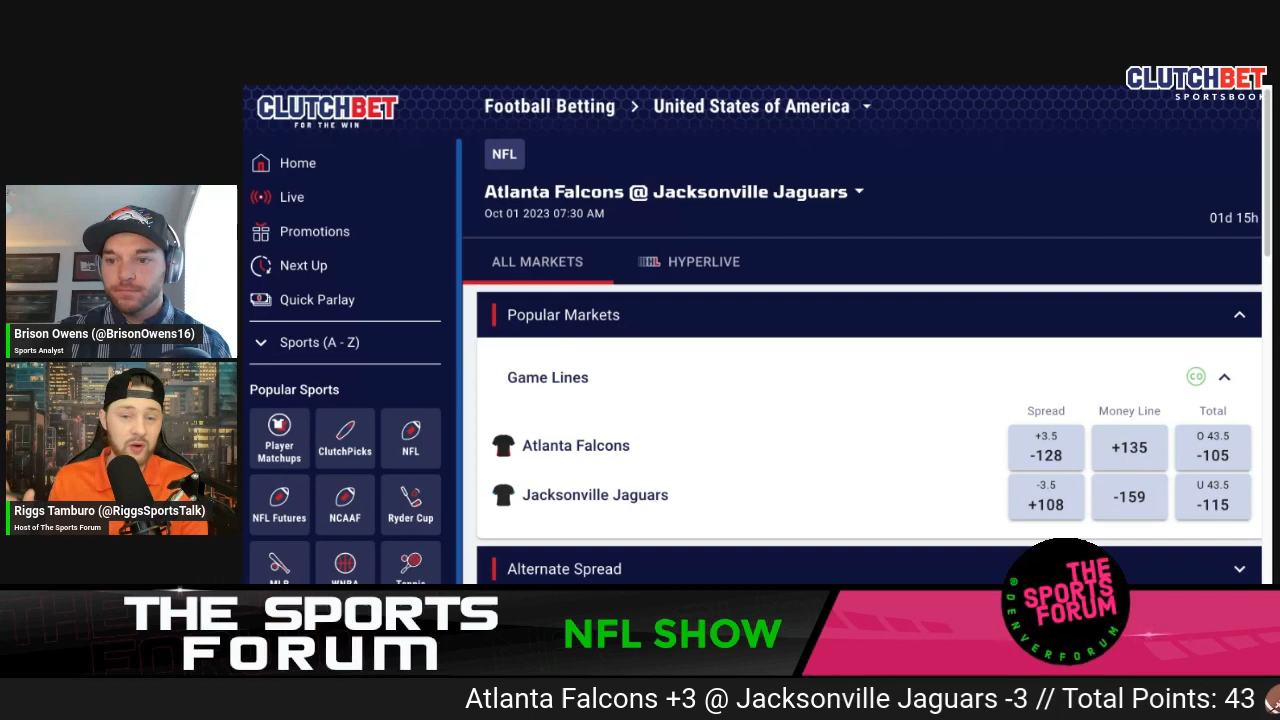 CLUTCHBET
SPORTSBOOK
CLUTCHBET
FOR THE WIN
Football Betting > United States of America
Home
Live
Promotions
Next Up
Quick Parlay
Sports (A - Z)
Popular Sports
Player Matchups
ClutchPicks
NFL
NFL Futures
NCAAF
Ryder Cup
MLB
WNBA
Tennis
NFL
Atlanta Falcons @ Jacksonville Jaguars
Oct 01 2023 07:30 AM
01d 15h
ALL MARKETS
HYPERLIVE
Popular Markets
Game Lines
CO
Spread Money Line Total
Atlanta Falcons
+3.5 O 43.5
-128 +135 -105
Jacksonville Jaguars
-3.5 U 43.5
+108 -159 -115
Alternate Spread
Brison Owens (@BrisonOwens16)
Sports Analyst
Riggs Tamburo (@RiggsSportsTalk)
Host of The Sports Forum
THE SPORTS
FORUM
NFL SHOW
THE
SPORTS
FORUM
@DENVERFORUM
Atlanta Falcons +3 @ Jacksonville Jaguars -3 // Total Points: 43